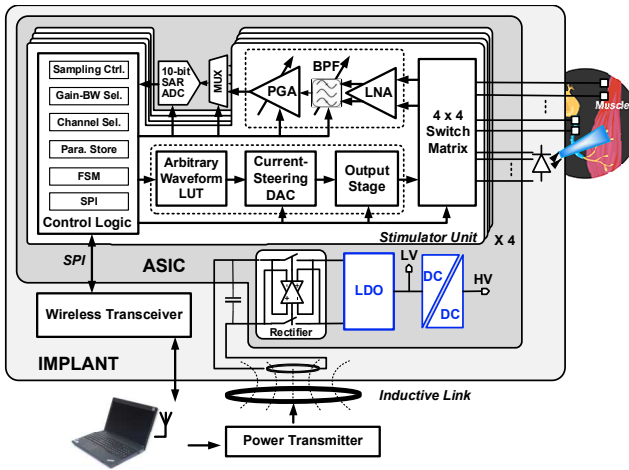 Sampling Ctrl.
Gain-BW Sel.
Channel Sel.
Para. Store
FSM
SPI
Control Logic
10-bit
SAR
ADC
MUX
PGA
BPF
LNA
4 x 4
Switch
Matrix
Muscle
Arbitrary
Waveform
LUT
Current-
Steering
DAC
Output
Stage
Stimulator Unit
X 4
SPI
ASIC
Rectifier
LDO
LV
DC
DC
HV
Wireless Transceiver
IMPLANT
Inductive Link
Power Transmitter